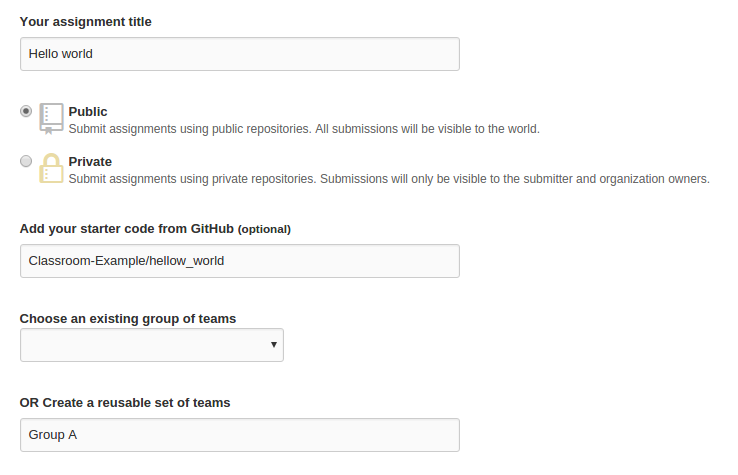 Your assignment title
Hello world
Public
Submit assignments using public repositories. All submissions will be visible to the world.
Private
Submit assignments using private repositories. Submissions will only be visible to the submitter and organization owners.
Add your starter code from GitHub (optional)
Classroom-Example/hellow_world
Choose an existing group of teams
OR Create a reusable set of teams
Group A